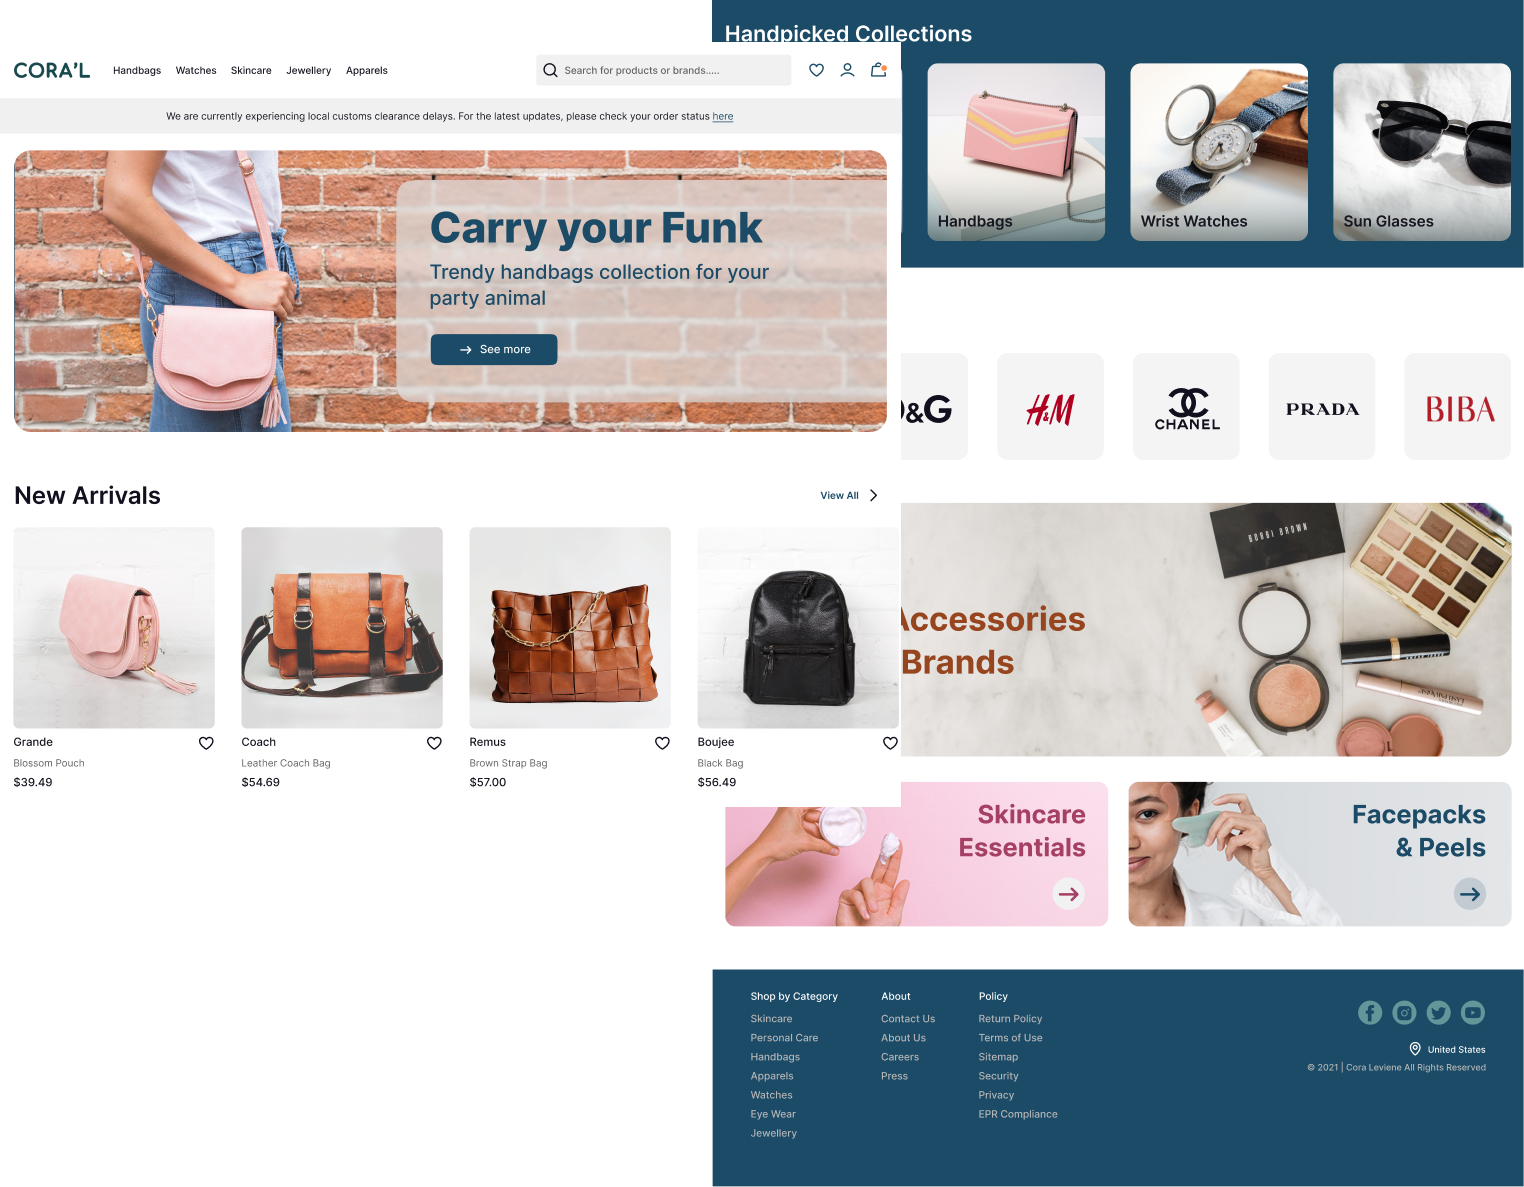 Handpicked Collections
CORA'L
Handbags
Watches
Skincare
Jewellery
Apparels
Search for products or brands.....
We are currently experiencing local customs clearance delays. For the latest updates, please check your order status here
Carry your Funk
Trendy handbags collection for your
party animal
See more
Handbags
Wrist Watches
Sun Glasses
&G
H&M
CHANEL
PRADA
BIBA
New Arrivals
View All
Grande
Blossom Pouch
$39.49
Coach
Leather Coach Bag
$54.69
Remus
Brown Strap Bag
$57.00
Boujee
Black Bag
$56.49
BOBBI BROWN
Accessories
Brands
Skincare
Essentials
Facepacks
& Peels
Shop by Category
Skincare
Personal Care
Handbags
Apparels
Watches
Eye Wear
Jewellery
About
Contact Us
About Us
Careers
Press
Policy
Return Policy
Terms of Use
Sitemap
Security
Privacy
EPR Compliance
United States
© 2021 | Cora Leviene All Rights Reserved